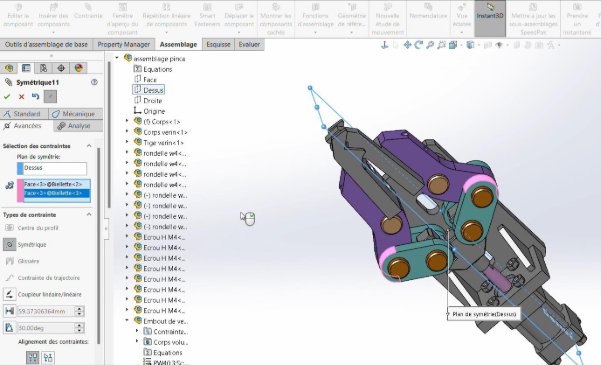 Editer le composant
Insérer des composants
Contrainte
Fenêtre d'aperçu du composant
Répétition linéaire de composants
Smart Fasteners
Déplacer le composant
Montrer les composants cachés
Fonctions d'assemblage
Géométrie de référence
Nouvelle étude de mouvement
Nomenclature
Vue éclatée
Instant3D
Mettre à jour les sous-assemblages SpeedPak
Prendre un instantané
Outils d'assemblage de base
Property Manager
Assemblage
Esquisse
Evaluer
Symétrique11
Standard
Mécanique
Avancées
Analyse
Sélection des contraintes
Plan de symétrie:
Dessus
Face<3>@Biellette<2>
Face<3>@Biellette<3>
Types de contrainte
Centre du profil
Symétrique
Glissière
Contrainte de trajectoire
Coupleur linéaire/linéaire
59.37306364mm
30.00deg
Alignement des contraintes:
assemblage pince
Equations
Face
Dessus
Droite
Origine
(f) Corps<1>...
Corps verin<1>...
Tige verin<1>...
rondelle w4<...
rondelle w4<...
rondelle w4<...
rondelle w4<...
(-) rondelle w...
(-) rondelle w...
(-) rondelle w...
(-) rondelle w...
Ecrou H M4<...
Ecrou H M4<...
Ecrou H M4<...
Ecrou H M4<...
Ecrou H M4<...
Ecrou H M4<...
Ecrou H M4<...
Embout de ve...
Contrainte...
Corps volu...
Equations
Plan de symétrie(Dessus)